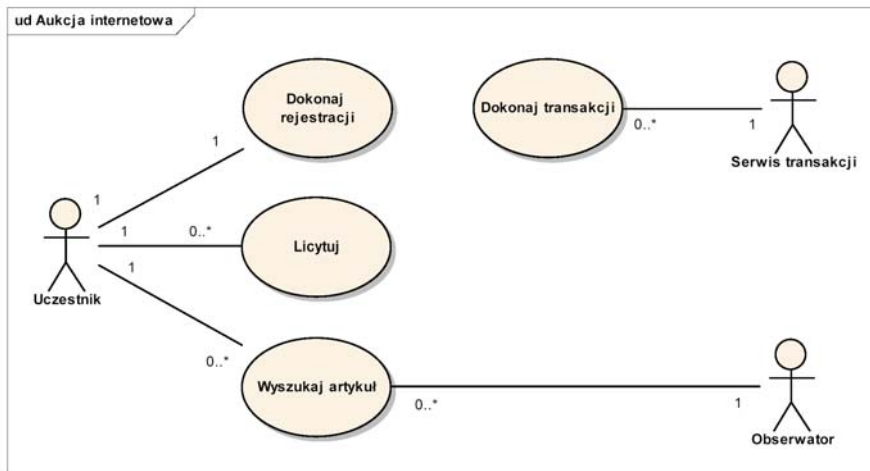 ud Aukcja internetowa
Dokonaj
rejestracji
Dokonaj transakcji
0..*
1
Serwis transakcji
1
1
1
0..*
Licytuj
1
Uczestnik
0..*
Wyszukaj artykuł
0..*
1
Obserwator